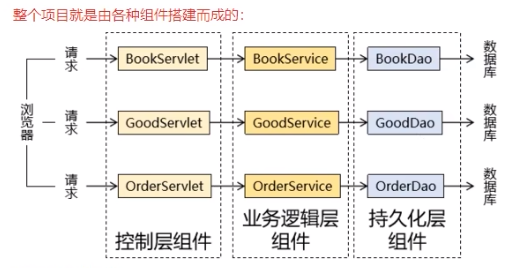 整个项目就是由各种组件搭建而成的：
浏览器
请求
BookServlet
BookService
BookDao
数据库
请求
GoodServlet
GoodService
GoodDao
数据库
请求
OrderServlet
OrderService
OrderDao
数据库
控制层组件
业务逻辑层
组件
持久化层
组件